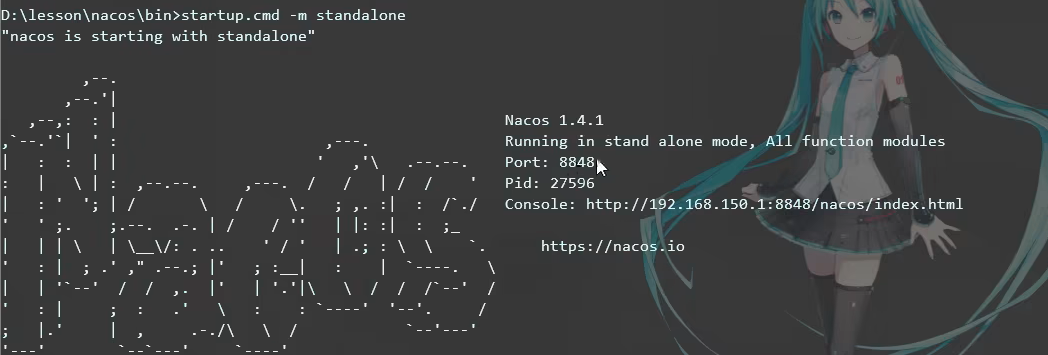 D:\lesson\nacos\bin>startup.cmd -m standalone
"nacos is starting with standalone"
Nacos 1.4.1
Running in stand alone mode, All function modules
Port: 8848
Pid: 27596
Console: http://192.168.150.1:8848/nacos/index.html
https://nacos.io